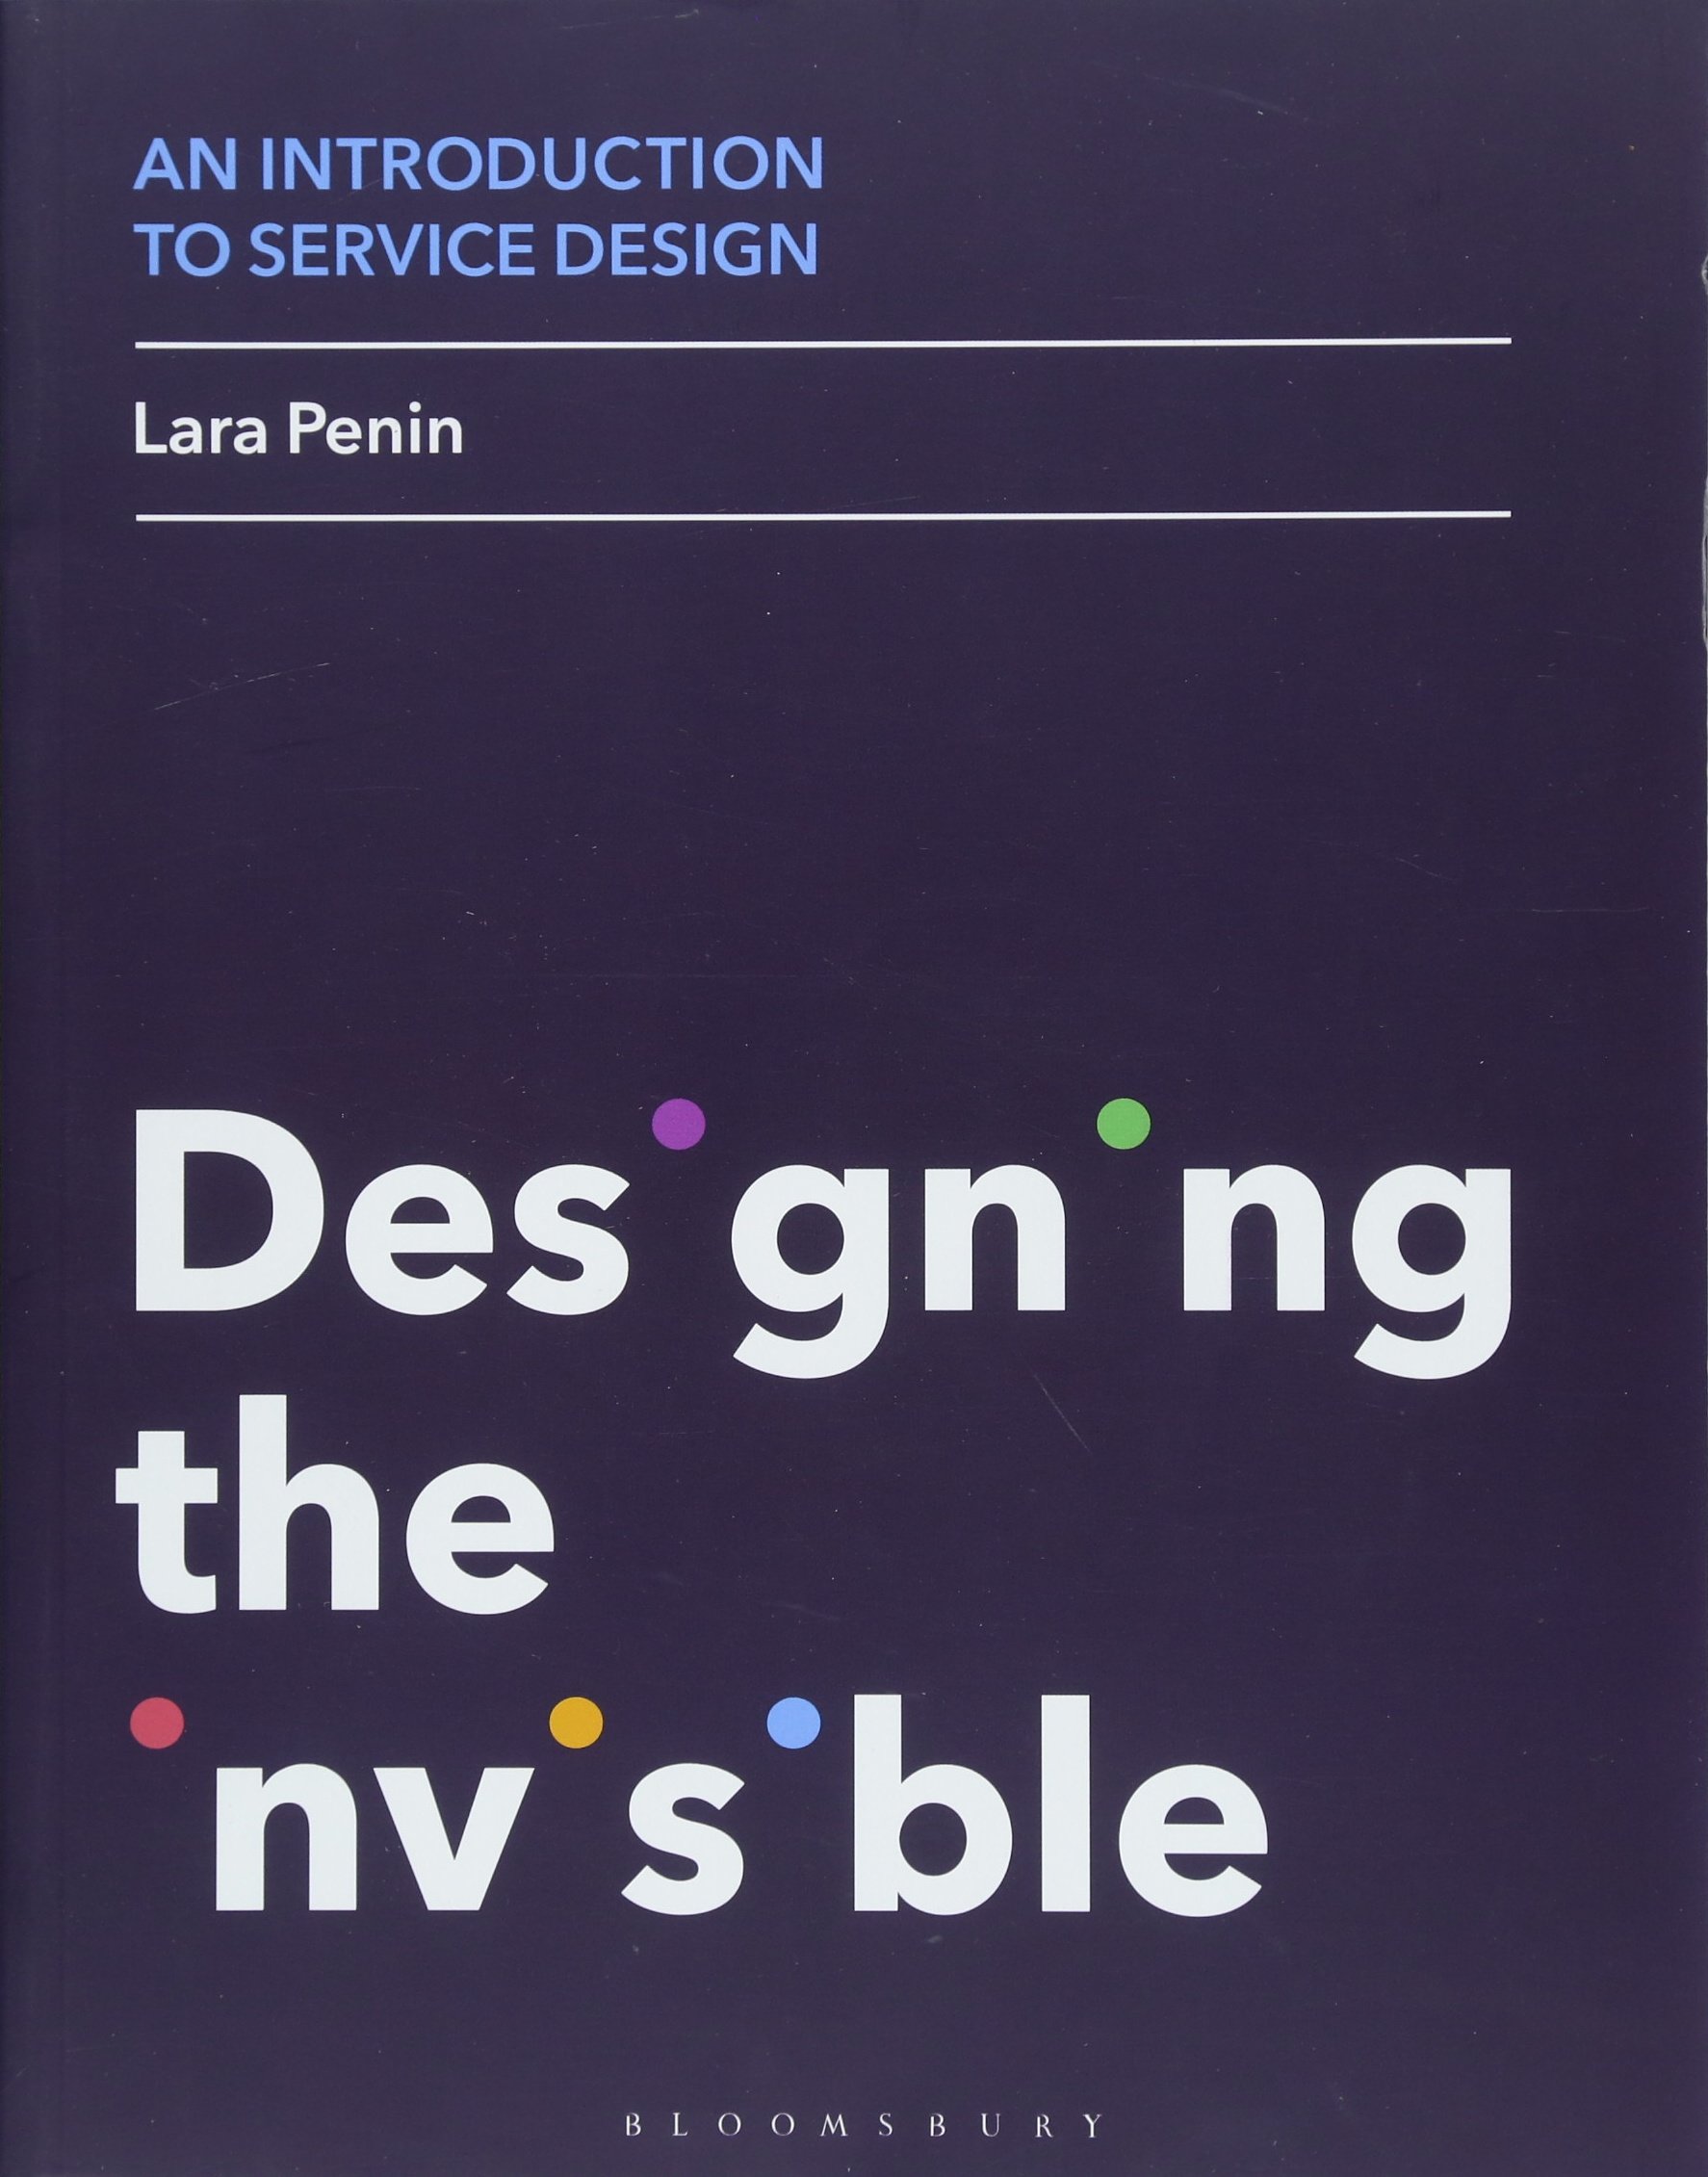 AN INTRODUCTION
TO SERVICE DESIGN
Lara Penin
Des•gn•ng
the
•nv•s•ble
BLOOMSBURY